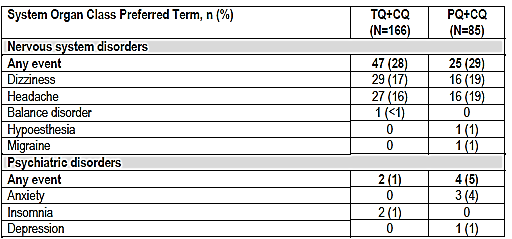 System Organ Class Preferred Term, n (%) TQ+CQ (N=166) PQ+CQ (N=85)
Nervous system disorders
Any event 47 (28) 25 (29)
Dizziness 29 (17) 16 (19)
Headache 27 (16) 16 (19)
Balance disorder 1 (<1) 0
Hypoesthesia 0 1 (1)
Migraine 0 1 (1)
Psychiatric disorders
Any event 2 (1) 4 (5)
Anxiety 0 3 (4)
Insomnia 2 (1) 0
Depression 0 1 (1)